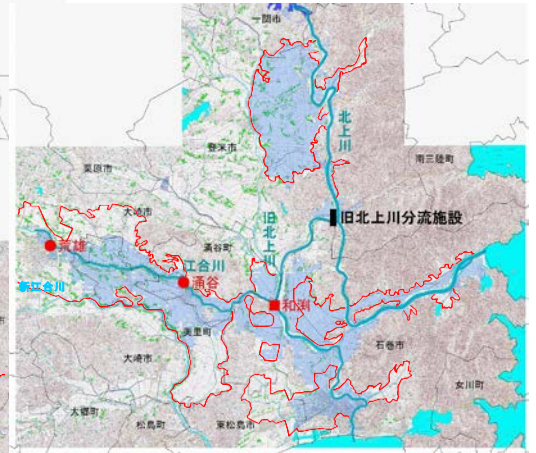 一関市
北上川
登米市
南三陸町
栗原市
大崎市
旧北上川
旧北上川分流施設
涌谷町
荒雄
江合川
涌谷
新江合川
和渕
美里町
石巻市
大崎市
女川町
大郷町
松島町
東松島市